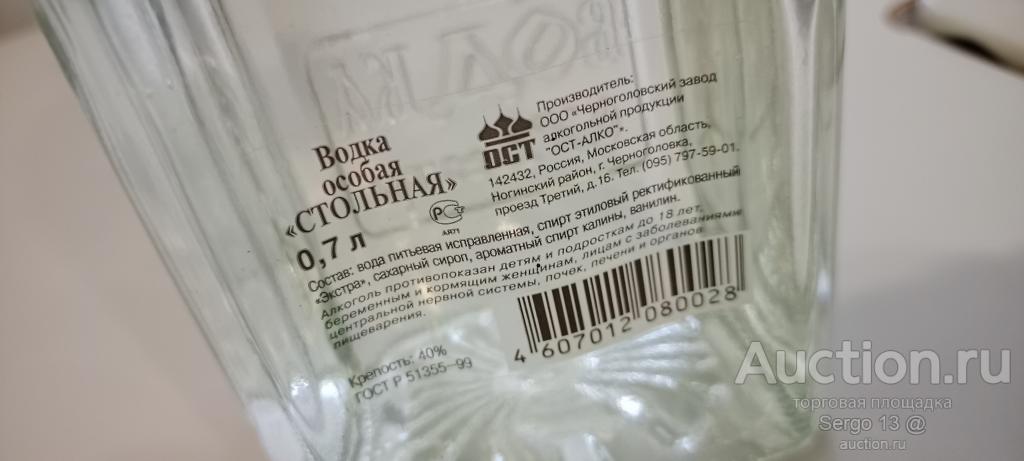 ВОДКА
Водка
особая
«СТОЛЬНАЯ»
0,7 л
ОСТ
Производитель:
ООО «Черноголовский завод
алкогольной продукции
"ОСТ-АЛКО"».
142432, Россия, Московская область,
Ногинский район, г. Черноголовка,
проезд Третий, д.16. Тел. (095) 797-59-01.
РСТ
АЯ71
Состав: вода питьевая исправленная, спирт этиловый ректификованный
«Экстра», сахарный сироп, ароматный спирт калины, ванилин.
Алкоголь противопоказан детям и подросткам до 18 лет,
беременным и кормящим женщинам, лицам с заболеваниями
центральной нервной системы, почек, печени и органов
пищеварения.
Крепость: 40%
ГОСТ Р 51355–99
4 607012 080028
Auction.ru
торговая площадка
Sergo 13 @
auction.ru